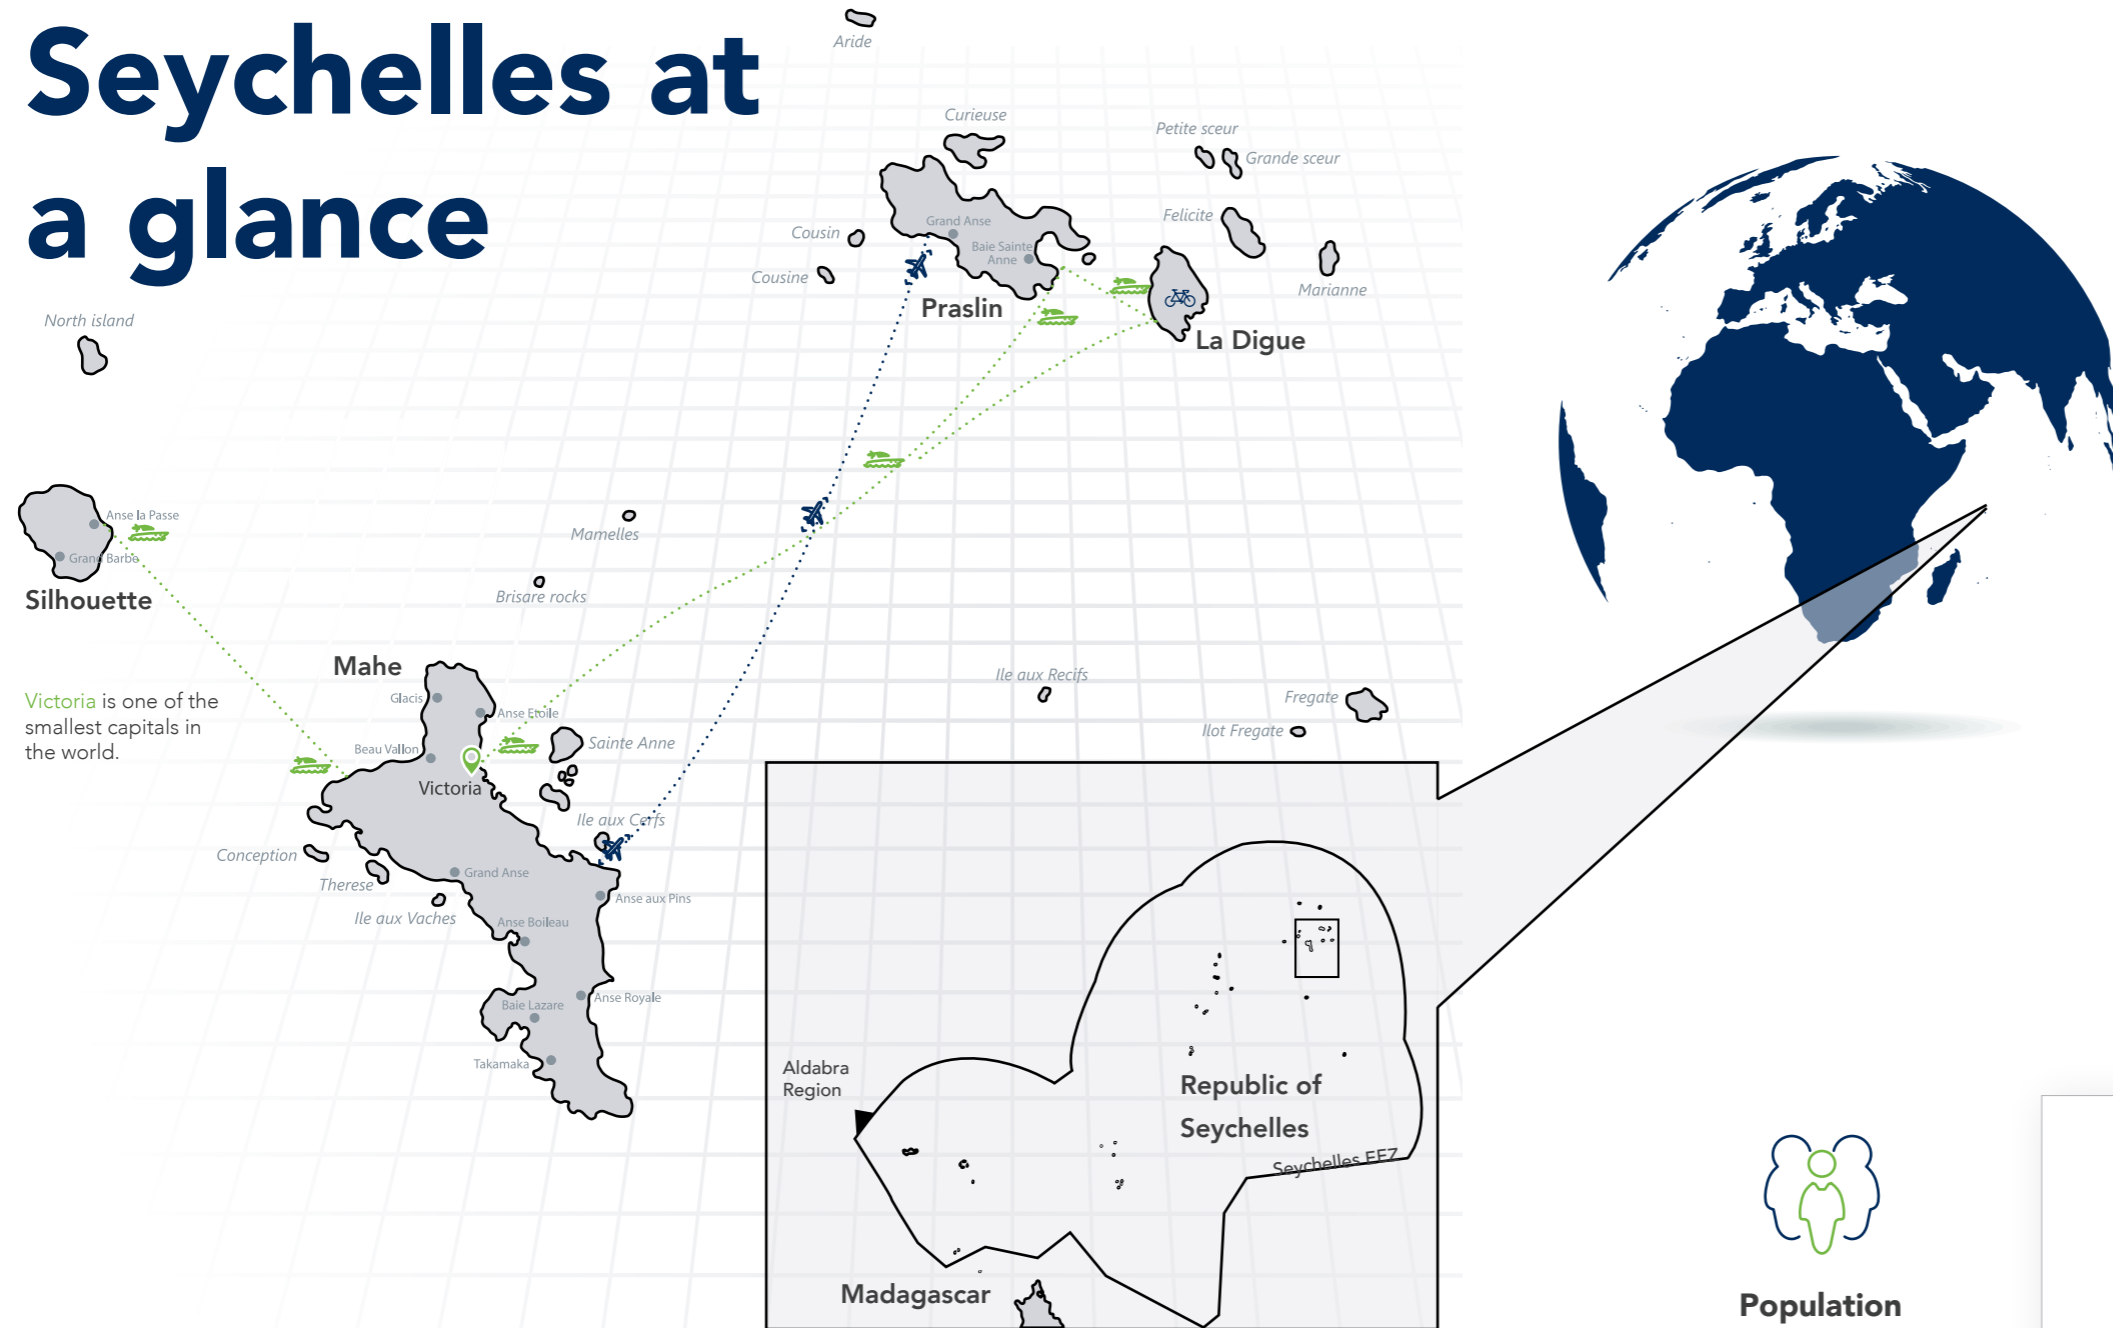 Seychelles at
a glance
Aride
Curieuse
Petite sceur
Grande sceur
Grand Anse
Felicite
Cousin
Baie Sainte
Anne
Cousine
Marianne
Praslin
La Digue
North island
Anse la Passe
Grand Barbe
Silhouette
Mamelles
Brisare rocks
Mahe
Ile aux Recifs
Fregate
Ilot Fregate
Victoria is one of the
smallest capitals in
the world.
Glacis
Anse Etoile
Beau Vallon
Sainte Anne
Victoria
Ile aux Cerfs
Conception
Therese
Grand Anse
Ile aux Vaches
Anse aux Pins
Anse Boileau
Baie Lazare
Anse Royale
Takamaka
Aldabra
Region
Republic of
Seychelles
Seychelles EEZ
Madagascar
Population